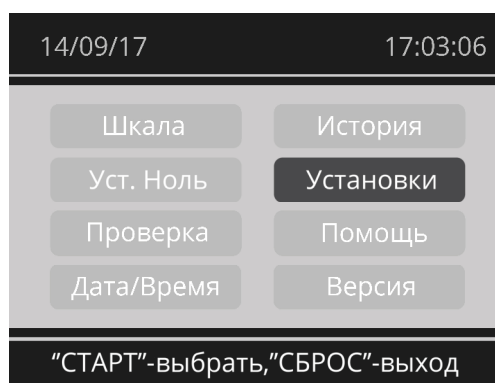 14/09/17 17:03:06
Шкала История
Уст. Ноль Установки
Проверка Помощь
Дата/Время Версия
“СТАРТ”-выбрать,”СБРОС”-выход